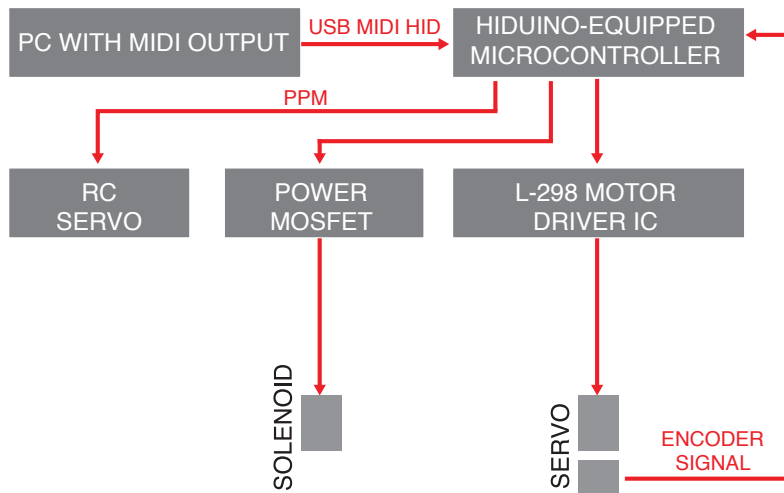 PC WITH MIDI OUTPUT
USB MIDI HID
HIDUINO-EQUIPPED
MICROCONTROLLER
PPM
RC
SERVO
POWER
MOSFET
L-298 MOTOR
DRIVER IC
SOLENOID
SERVO
ENCODER
SIGNAL